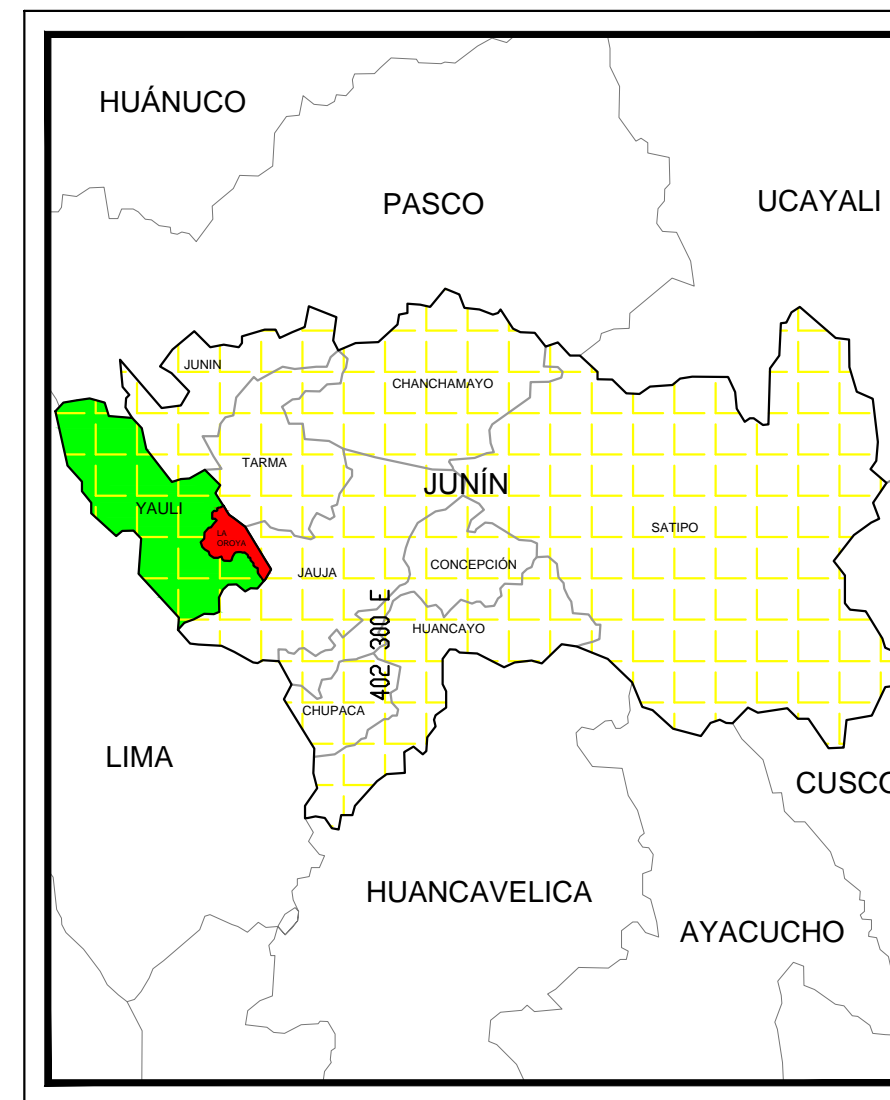 HUÁNUCO
PASCO
UCAYALI
JUNIN
CHANCHAMAYO
TARMA
JUNÍN
YAULI
SATIPO
LA
OROYA
CONCEPCIÓN
JAUJA
402 300 E
HUANCAYO
CHUPACA
LIMA
CUSCO
HUANCAVELICA
AYACUCHO